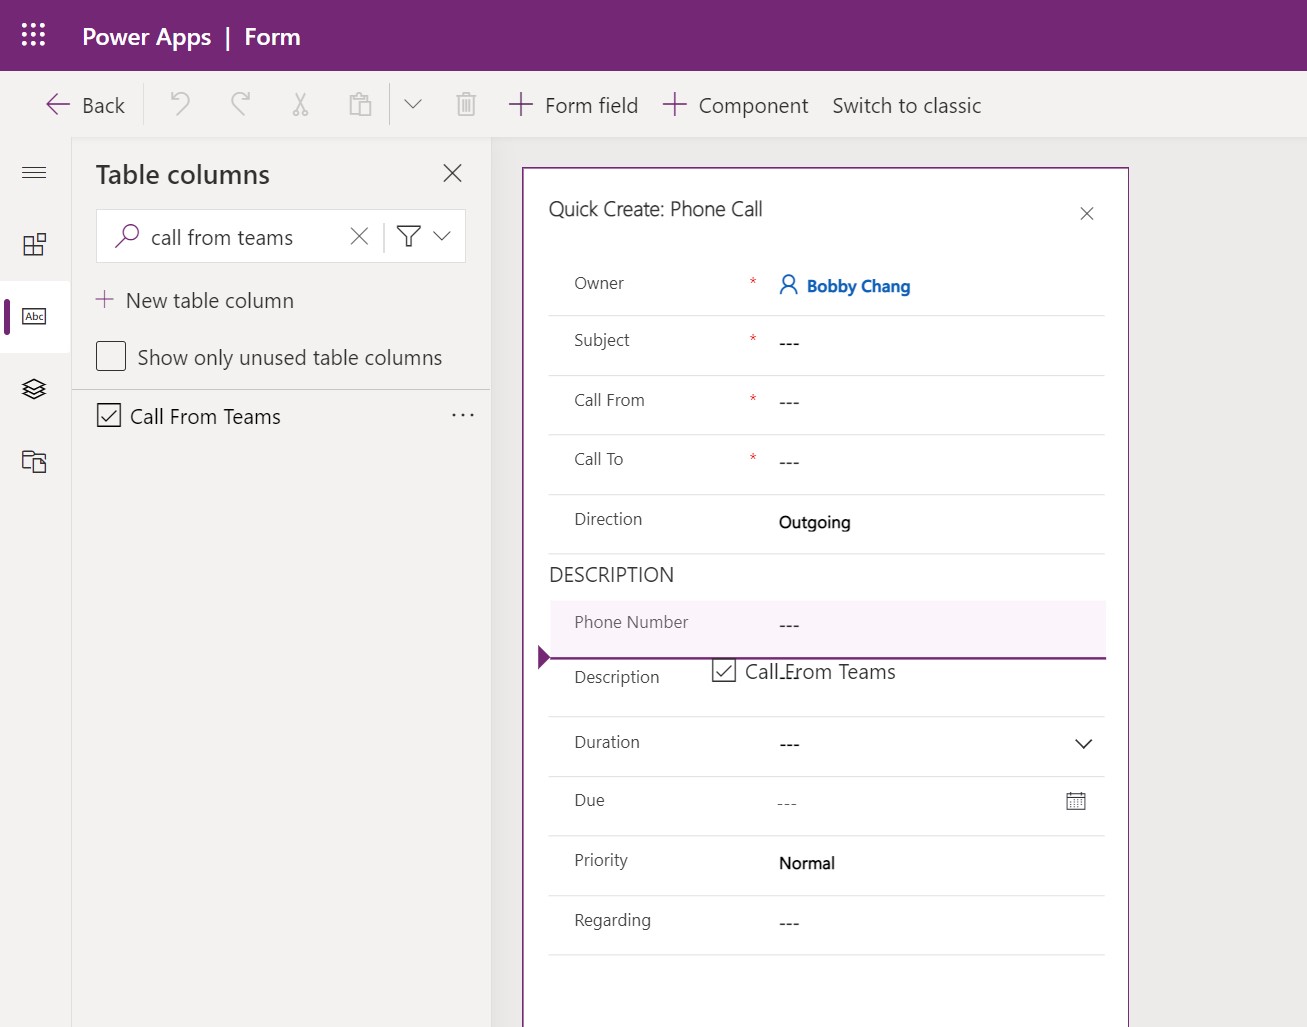 Power Apps | Form
Back
Form field
Component
Switch to classic
Table columns
call from teams
New table column
Show only unused table columns
Call From Teams
Abc
Quick Create: Phone Call
Owner * Bobby Chang
Subject * ---
Call From * ---
Call To * ---
Direction Outgoing
DESCRIPTION
Phone Number ---
Description ---
Call From Teams
Duration ---
Due ---
Priority Normal
Regarding ---